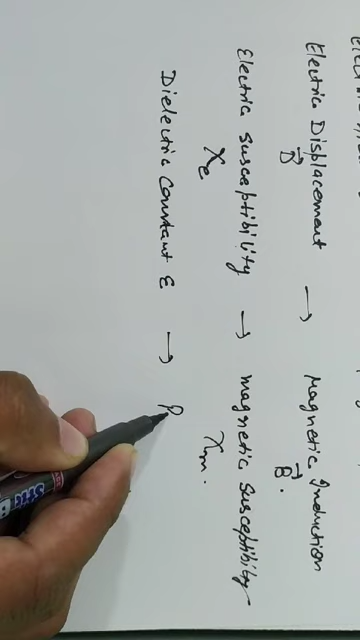 Electric Displacement → Magnetic Induction
D⃗ B⃗.
Electric Susceptibility → magnetic Susceptibility
χe χm.
Dielectric Constant ε → P